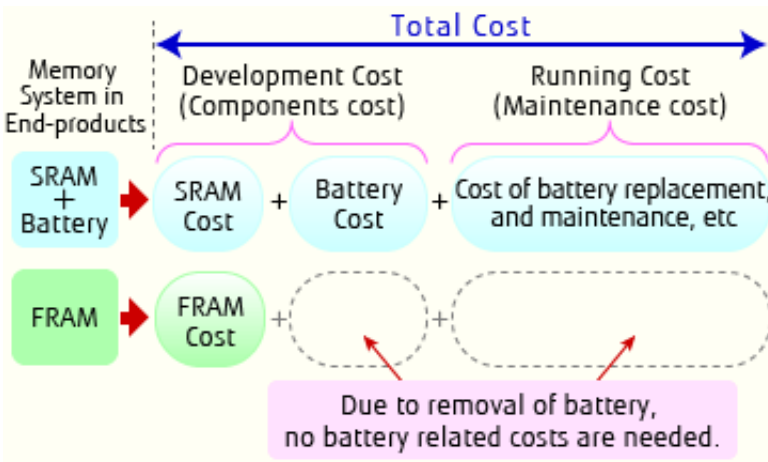 Total Cost
Memory
System in
End-products
Development Cost
(Components cost)
Running Cost
(Maintenance cost)
SRAM
+
Battery
SRAM
Cost
+
Battery
Cost
+
Cost of battery replacement,
and maintenance, etc
FRAM
FRAM
Cost
+
+
Due to removal of battery,
no battery related costs are needed.